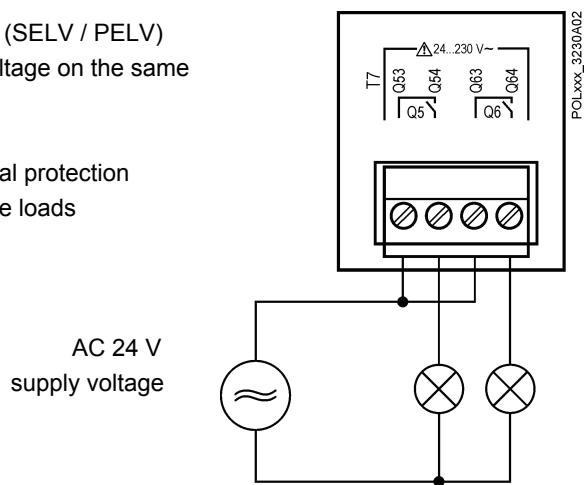 (SELV / PELV)
ltage on the same
al protection
e loads
AC 24 V
supply voltage
24...230 V~
T7
Q53
Q54
Q63
Q64
Q5
Q6
POLxxx_3230A02